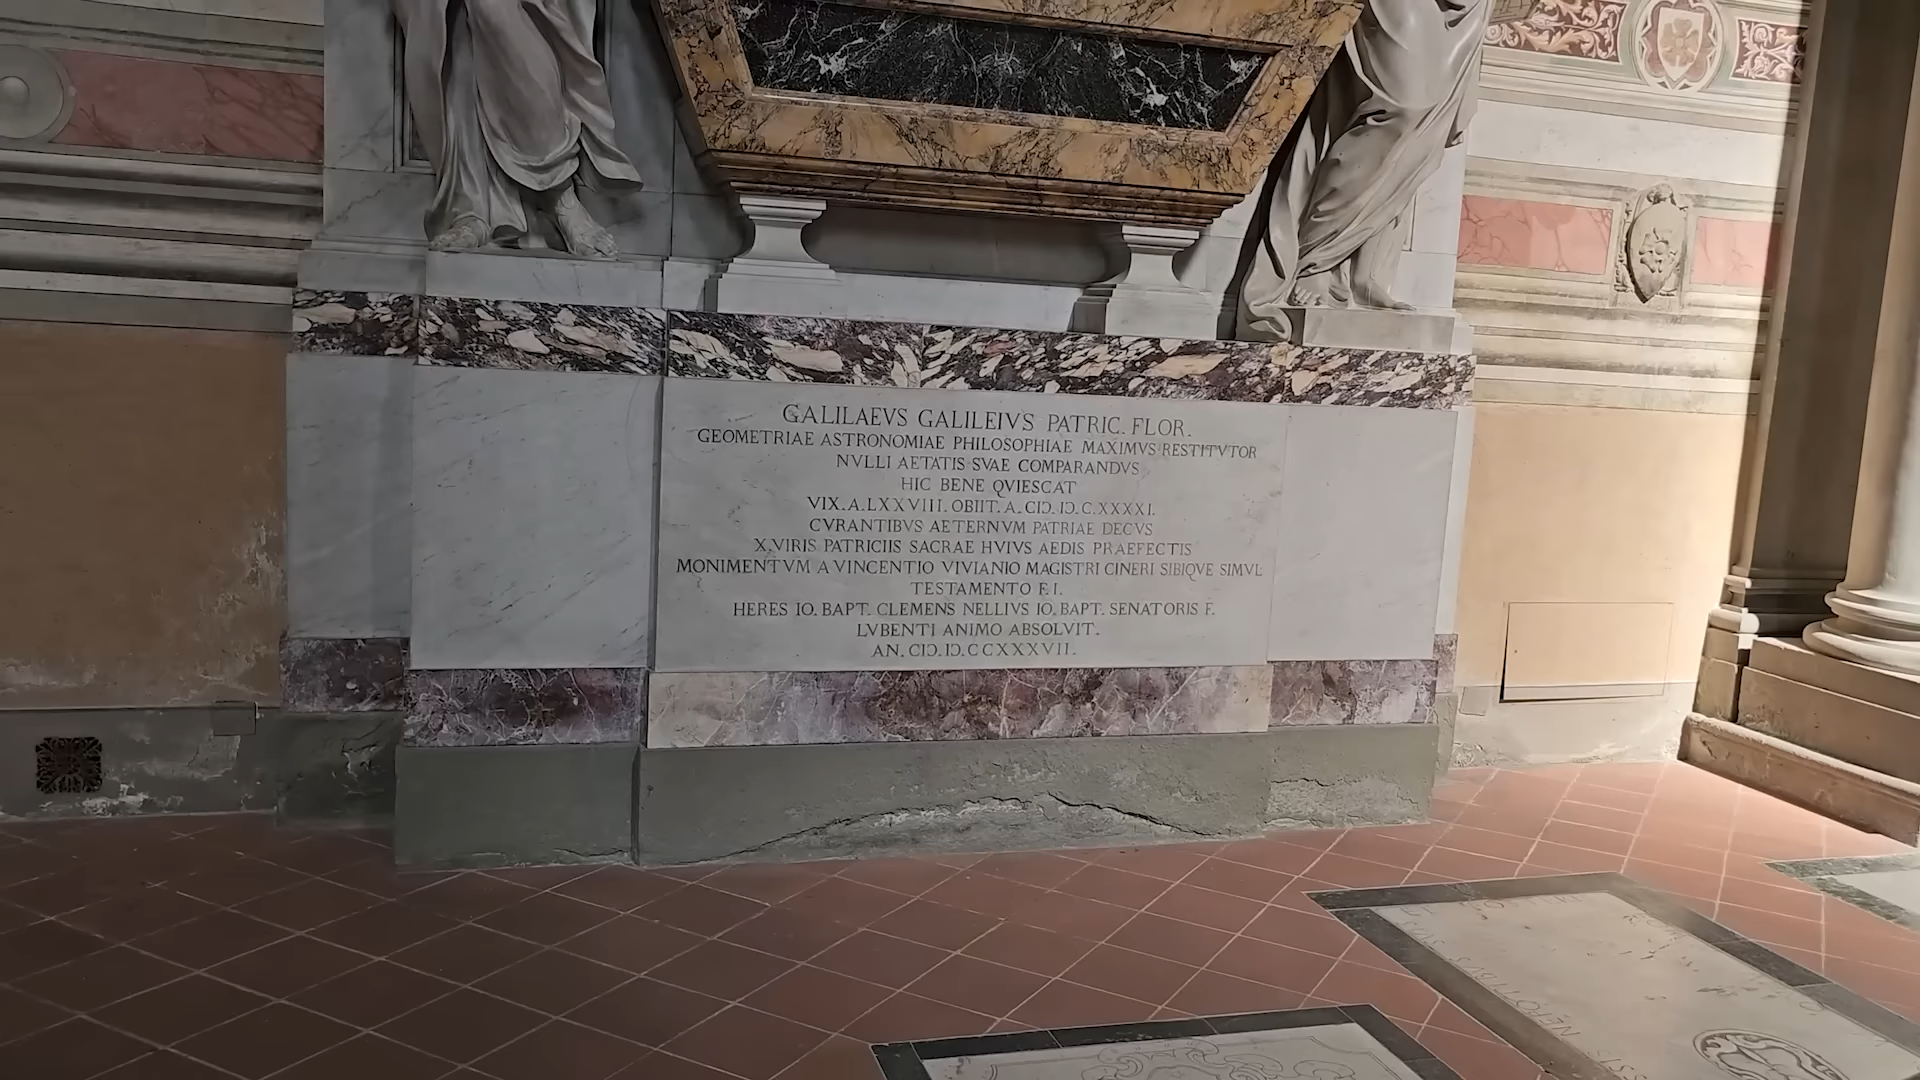 GALILAEVS GALILEIVS PATRIC. FLOR.
GEOMETRIAE ASTRONOMIAE PHILOSOPHIAE MAXIMVS RESTITVTOR
NVLLI AETATIS SVAE COMPARANDVS
HIC BENE QVIESCAT
VIX. A. LXXVIII. OBIIT. A. CIↃ. IↃ. C. XXXXI.
CVRANTIBVS AETERNVM PATRIAE DECVS
X. VIRIS PATRICIIS SACRAE HVIVS AEDIS PRAEFECTIS
MONIMENTVM A VINCENTIO VIVIANIO MAGISTRI CINERI SIBIQVE SIMVL
TESTAMENTO F. I.
HERES IO. BAPT. CLEMENS NELLIVS IO. BAPT. SENATORIS F.
LVBENTI ANIMO ABSOLVIT.
AN. CIↃ. IↃ. CCXXXVII.